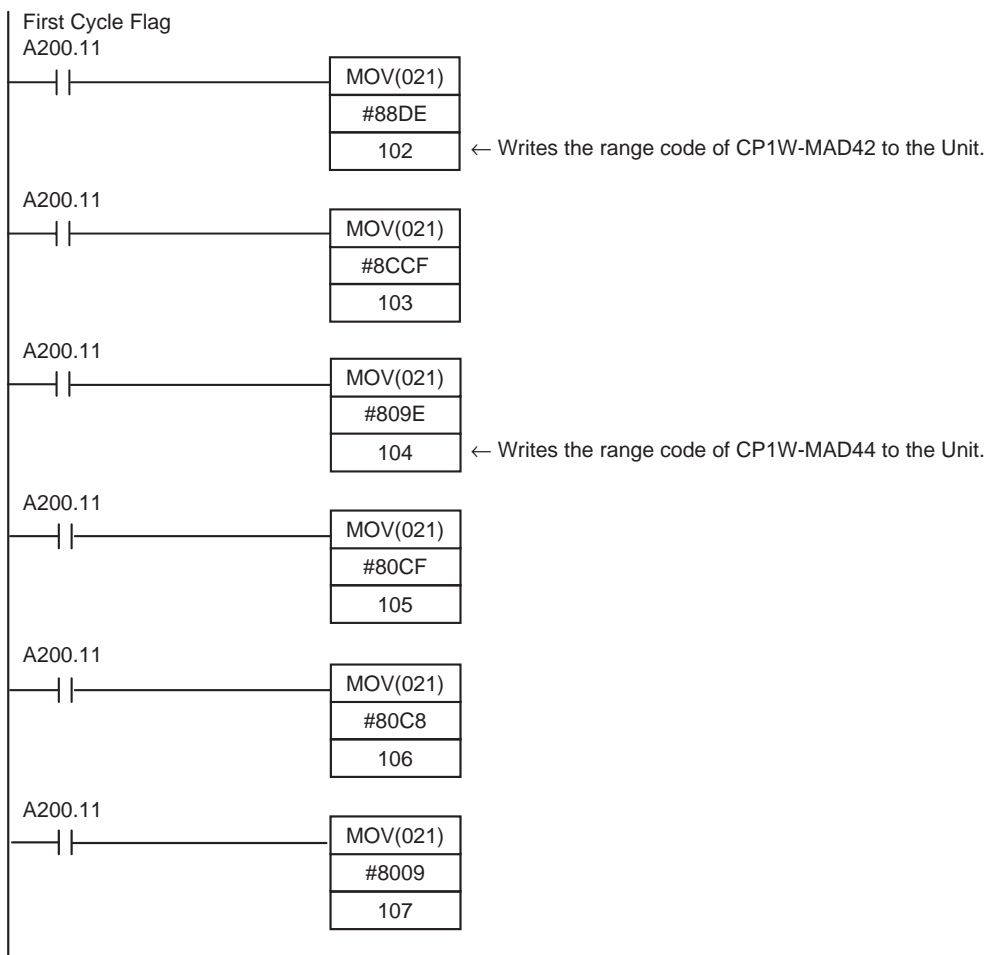 First Cycle Flag
A200.11
MOV(021)
#88DE
102 ← Writes the range code of CP1W-MAD42 to the Unit.
A200.11
MOV(021)
#8CCF
103
A200.11
MOV(021)
#809E
104 ← Writes the range code of CP1W-MAD44 to the Unit.
A200.11
MOV(021)
#80CF
105
A200.11
MOV(021)
#80C8
106
A200.11
MOV(021)
#8009
107